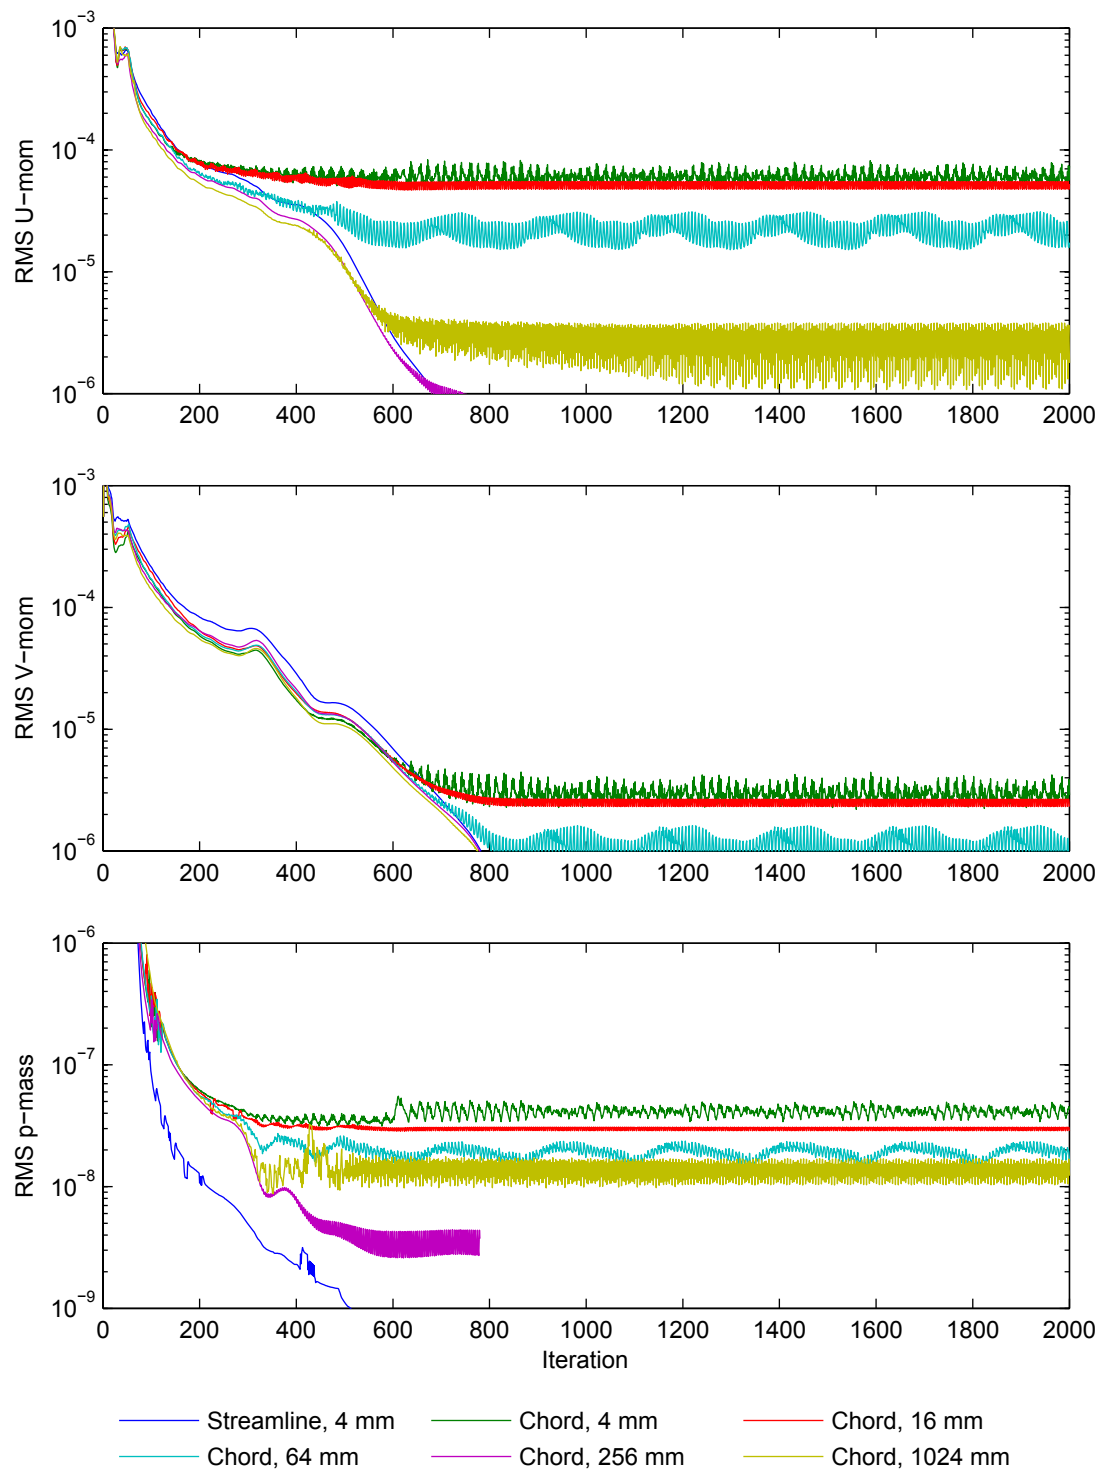 10−3
10−4
10−5
10−6
RMS U−mom
0 200 400 600 800 1000 1200 1400 1600 1800 2000
10−3
10−4
10−5
10−6
RMS V−mom
0 200 400 600 800 1000 1200 1400 1600 1800 2000
10−6
10−7
10−8
10−9
RMS p−mass
0 200 400 600 800 1000 1200 1400 1600 1800 2000
Iteration
Streamline, 4 mm Chord, 4 mm Chord, 16 mm
Chord, 64 mm Chord, 256 mm Chord, 1024 mm